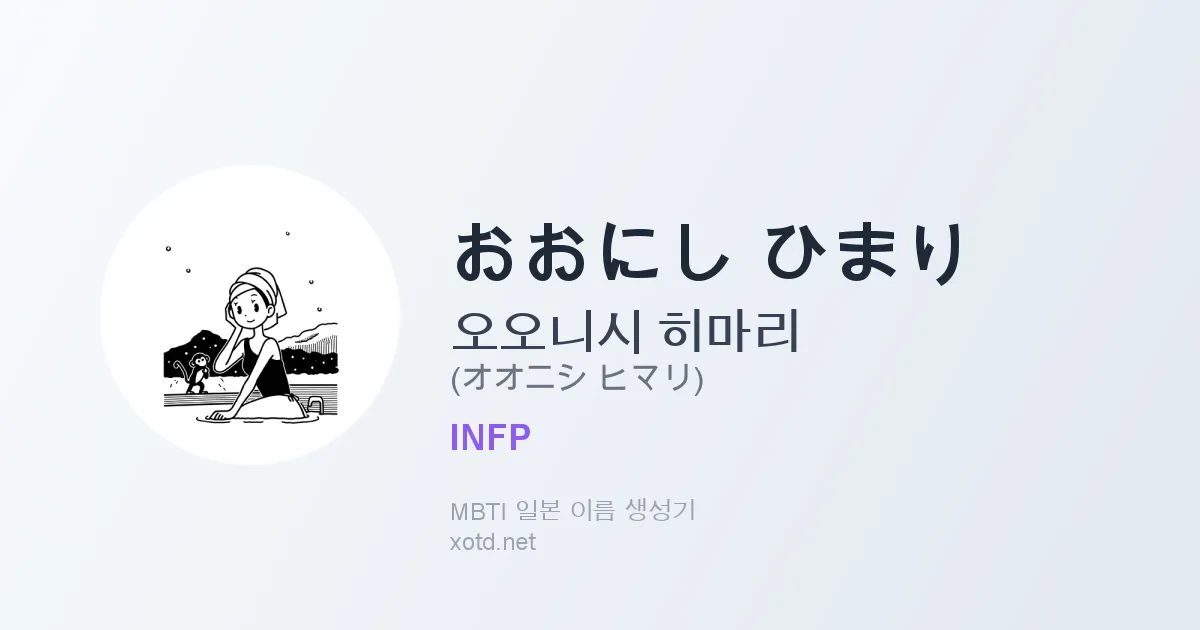 おおにし ひまり
오오니시 히마리
(オオニシ ヒマリ)
INFP
MBTI 일본 이름 생성기
xotd.net